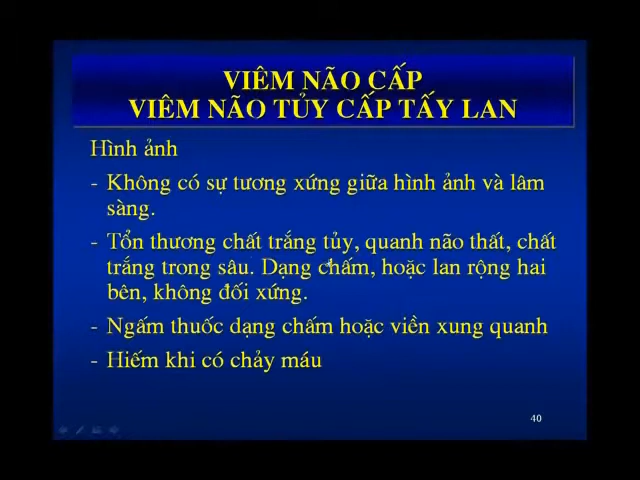 VIÊM NÃO CẤP
VIÊM NÃO TỦY CẤP TẤY LAN
Hình ảnh
- Không có sự tương xứng giữa hình ảnh và lâm
sàng.
- Tổn thương chất trắng tủy, quanh não thất, chất
trắng trong sâu. Dạng chấm, hoặc lan rộng hai
bên, không đối xứng.
- Ngấm thuốc dạng chấm hoặc viền xung quanh
- Hiếm khi có chảy máu
40